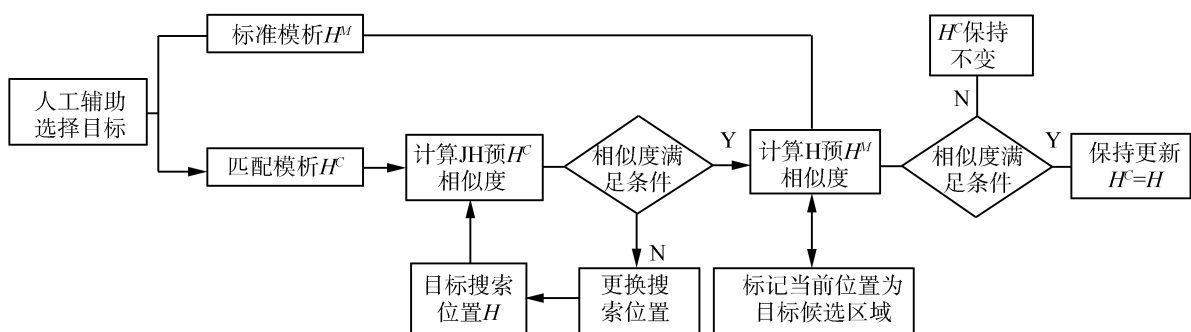 标准模析H^M
人工辅助
选择目标
匹配模析H^C
计算JH预H^C
相似度
相似度满
足条件
Y
N
更换搜
索位置
目标搜索
位置H
计算H预H^M
相似度
标记当前位置为
目标候选区域
相似度满
足条件
N
H^C保持
不变
Y
保持更新
H^C=H